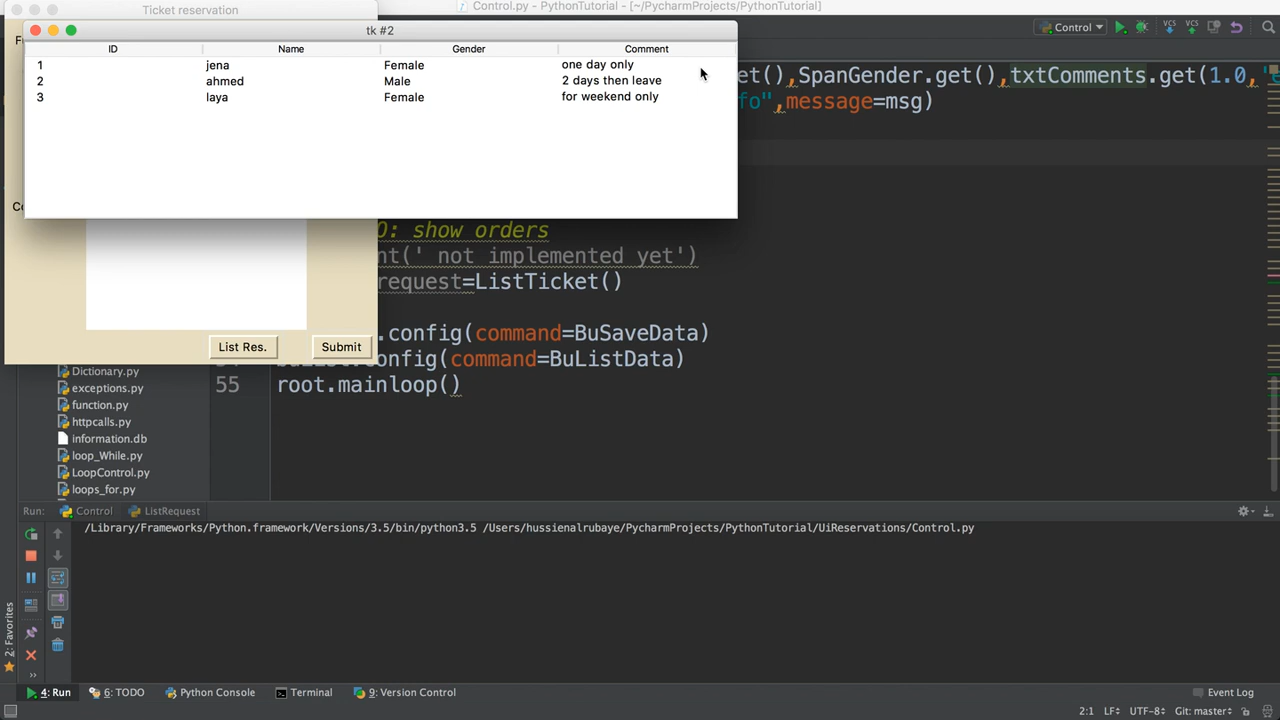 Ticket reservation
Control.py - PythonTutorial - [~/PycharmProjects/PythonTutorial]
tk #2
Control
VCS VCS
ID Name Gender Comment
1 jena Female one day only
2 ahmed Male 2 days then leave
3 laya Female for weekend only
et(),SpanGender.get(),txtComments.get(1.0,
fo",message=msg)
O: show orders
nt(' not implemented yet')
request=ListTicket()
.config(command=BuSaveData)
onfig(command=BuListData)
55 root.mainloop()
List Res. Submit
Dictionary.py
exceptions.py
function.py
httpcalls.py
information.db
loop_While.py
LoopControl.py
loops_for.py
Run: Control ListRequest
/Library/Frameworks/Python.framework/Versions/3.5/bin/python3.5 /Users/hussienalrubaye/PycharmProjects/PythonTutorial/UiReservations/Control.py
2: Favorites
4: Run 6: TODO Python Console Terminal 9: Version Control Event Log
2:1 LF÷ UTF-8÷ Git: master÷